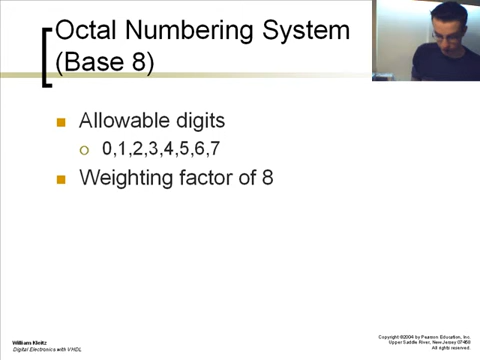 Octal Numbering System
(Base 8)
Allowable digits
0,1,2,3,4,5,6,7
Weighting factor of 8
William Kleitz
Digital Electronics with VHDL
Copyright ©2004 by Pearson Education, Inc.
Upper Saddle River, New Jersey 07458
All rights reserved.